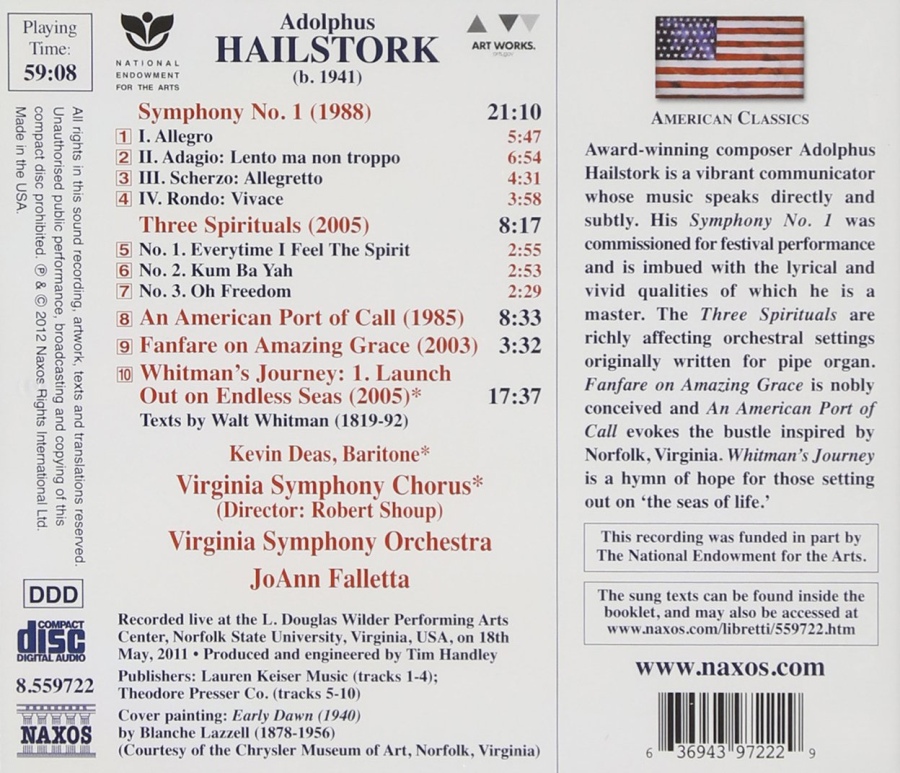 Playing
Time:
59:08
All rights in this sound recording, artwork, texts and translations reserved.
Unauthorised public performance, broadcasting and copying of this
compact disc prohibited. ℗ & © 2012 Naxos Rights International Ltd.
Made in the USA.
DDD
COMPACT
disc
DIGITAL AUDIO
8.559722
NAXOS
NATIONAL
ENDOWMENT
FOR THE ARTS
Adolphus
HAILSTORK
(b. 1941)
ART WORKS.
arts.gov
Symphony No. 1 (1988) 21:10
1 I. Allegro 5:47
2 II. Adagio: Lento ma non troppo 6:54
3 III. Scherzo: Allegretto 4:31
4 IV. Rondo: Vivace 3:58
Three Spirituals (2005) 8:17
5 No. 1. Everytime I Feel The Spirit 2:55
6 No. 2. Kum Ba Yah 2:53
7 No. 3. Oh Freedom 2:29
8 An American Port of Call (1985) 8:33
9 Fanfare on Amazing Grace (2003) 3:32
10 Whitman's Journey: 1. Launch
Out on Endless Seas (2005)* 17:37
Texts by Walt Whitman (1819-92)
Kevin Deas, Baritone*
Virginia Symphony Chorus*
(Director: Robert Shoup)
Virginia Symphony Orchestra
JoAnn Falletta
Recorded live at the L. Douglas Wilder Performing Arts
Center, Norfolk State University, Virginia, USA, on 18th
May, 2011 • Produced and engineered by Tim Handley
Publishers: Lauren Keiser Music (tracks 1-4);
Theodore Presser Co. (tracks 5-10)
Cover painting: Early Dawn (1940)
by Blanche Lazzell (1878-1956)
(Courtesy of the Chrysler Museum of Art, Norfolk, Virginia)
AMERICAN CLASSICS
Award-winning composer Adolphus
Hailstork is a vibrant communicator
whose music speaks directly and
subtly. His Symphony No. 1 was
commissioned for festival performance
and is imbued with the lyrical and
vivid qualities of which he is a
master. The Three Spirituals are
richly affecting orchestral settings
originally written for pipe organ.
Fanfare on Amazing Grace is nobly
conceived and An American Port of
Call evokes the bustle inspired by
Norfolk, Virginia. Whitman's Journey
is a hymn of hope for those setting
out on 'the seas of life.'
This recording was funded in part by
The National Endowment for the Arts.
The sung texts can be found inside the
booklet, and may also be accessed at
www.naxos.com/libretti/559722.htm
www.naxos.com
6 36943 97222 9